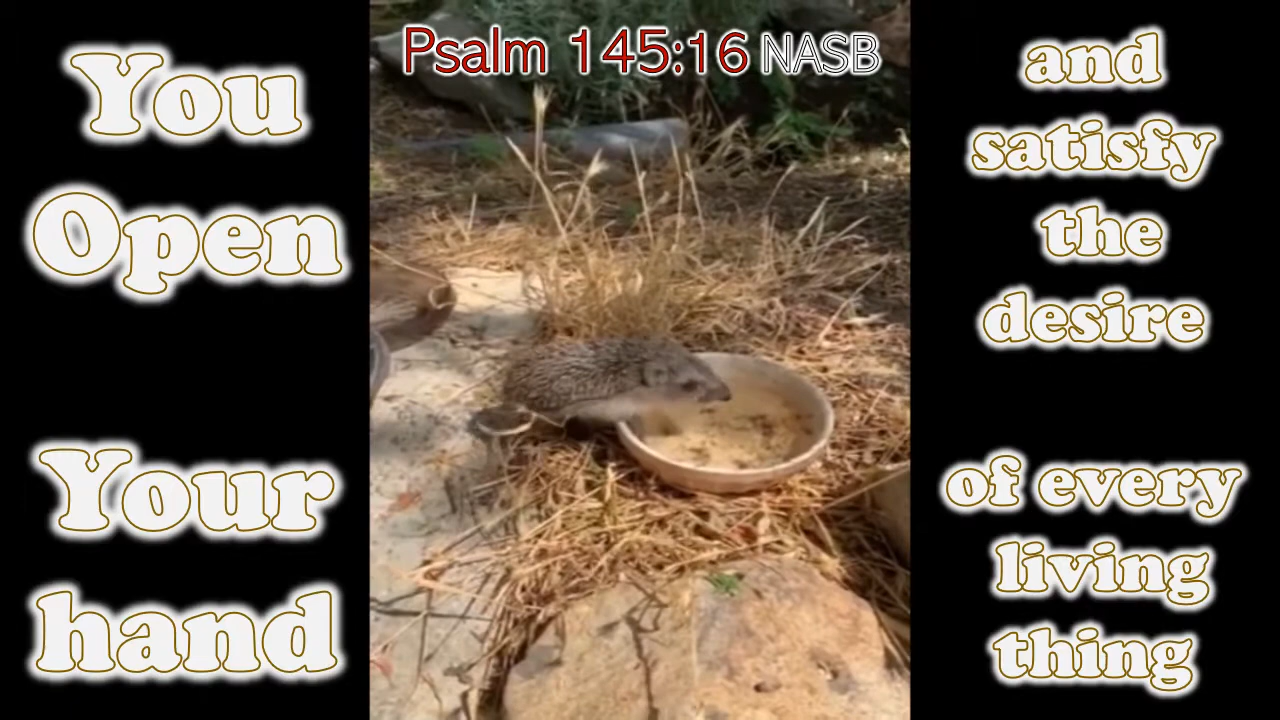 Psalm 145:16 NASB
You
Open
Your
hand
and
satisfy
the
desire
of every
living
thing